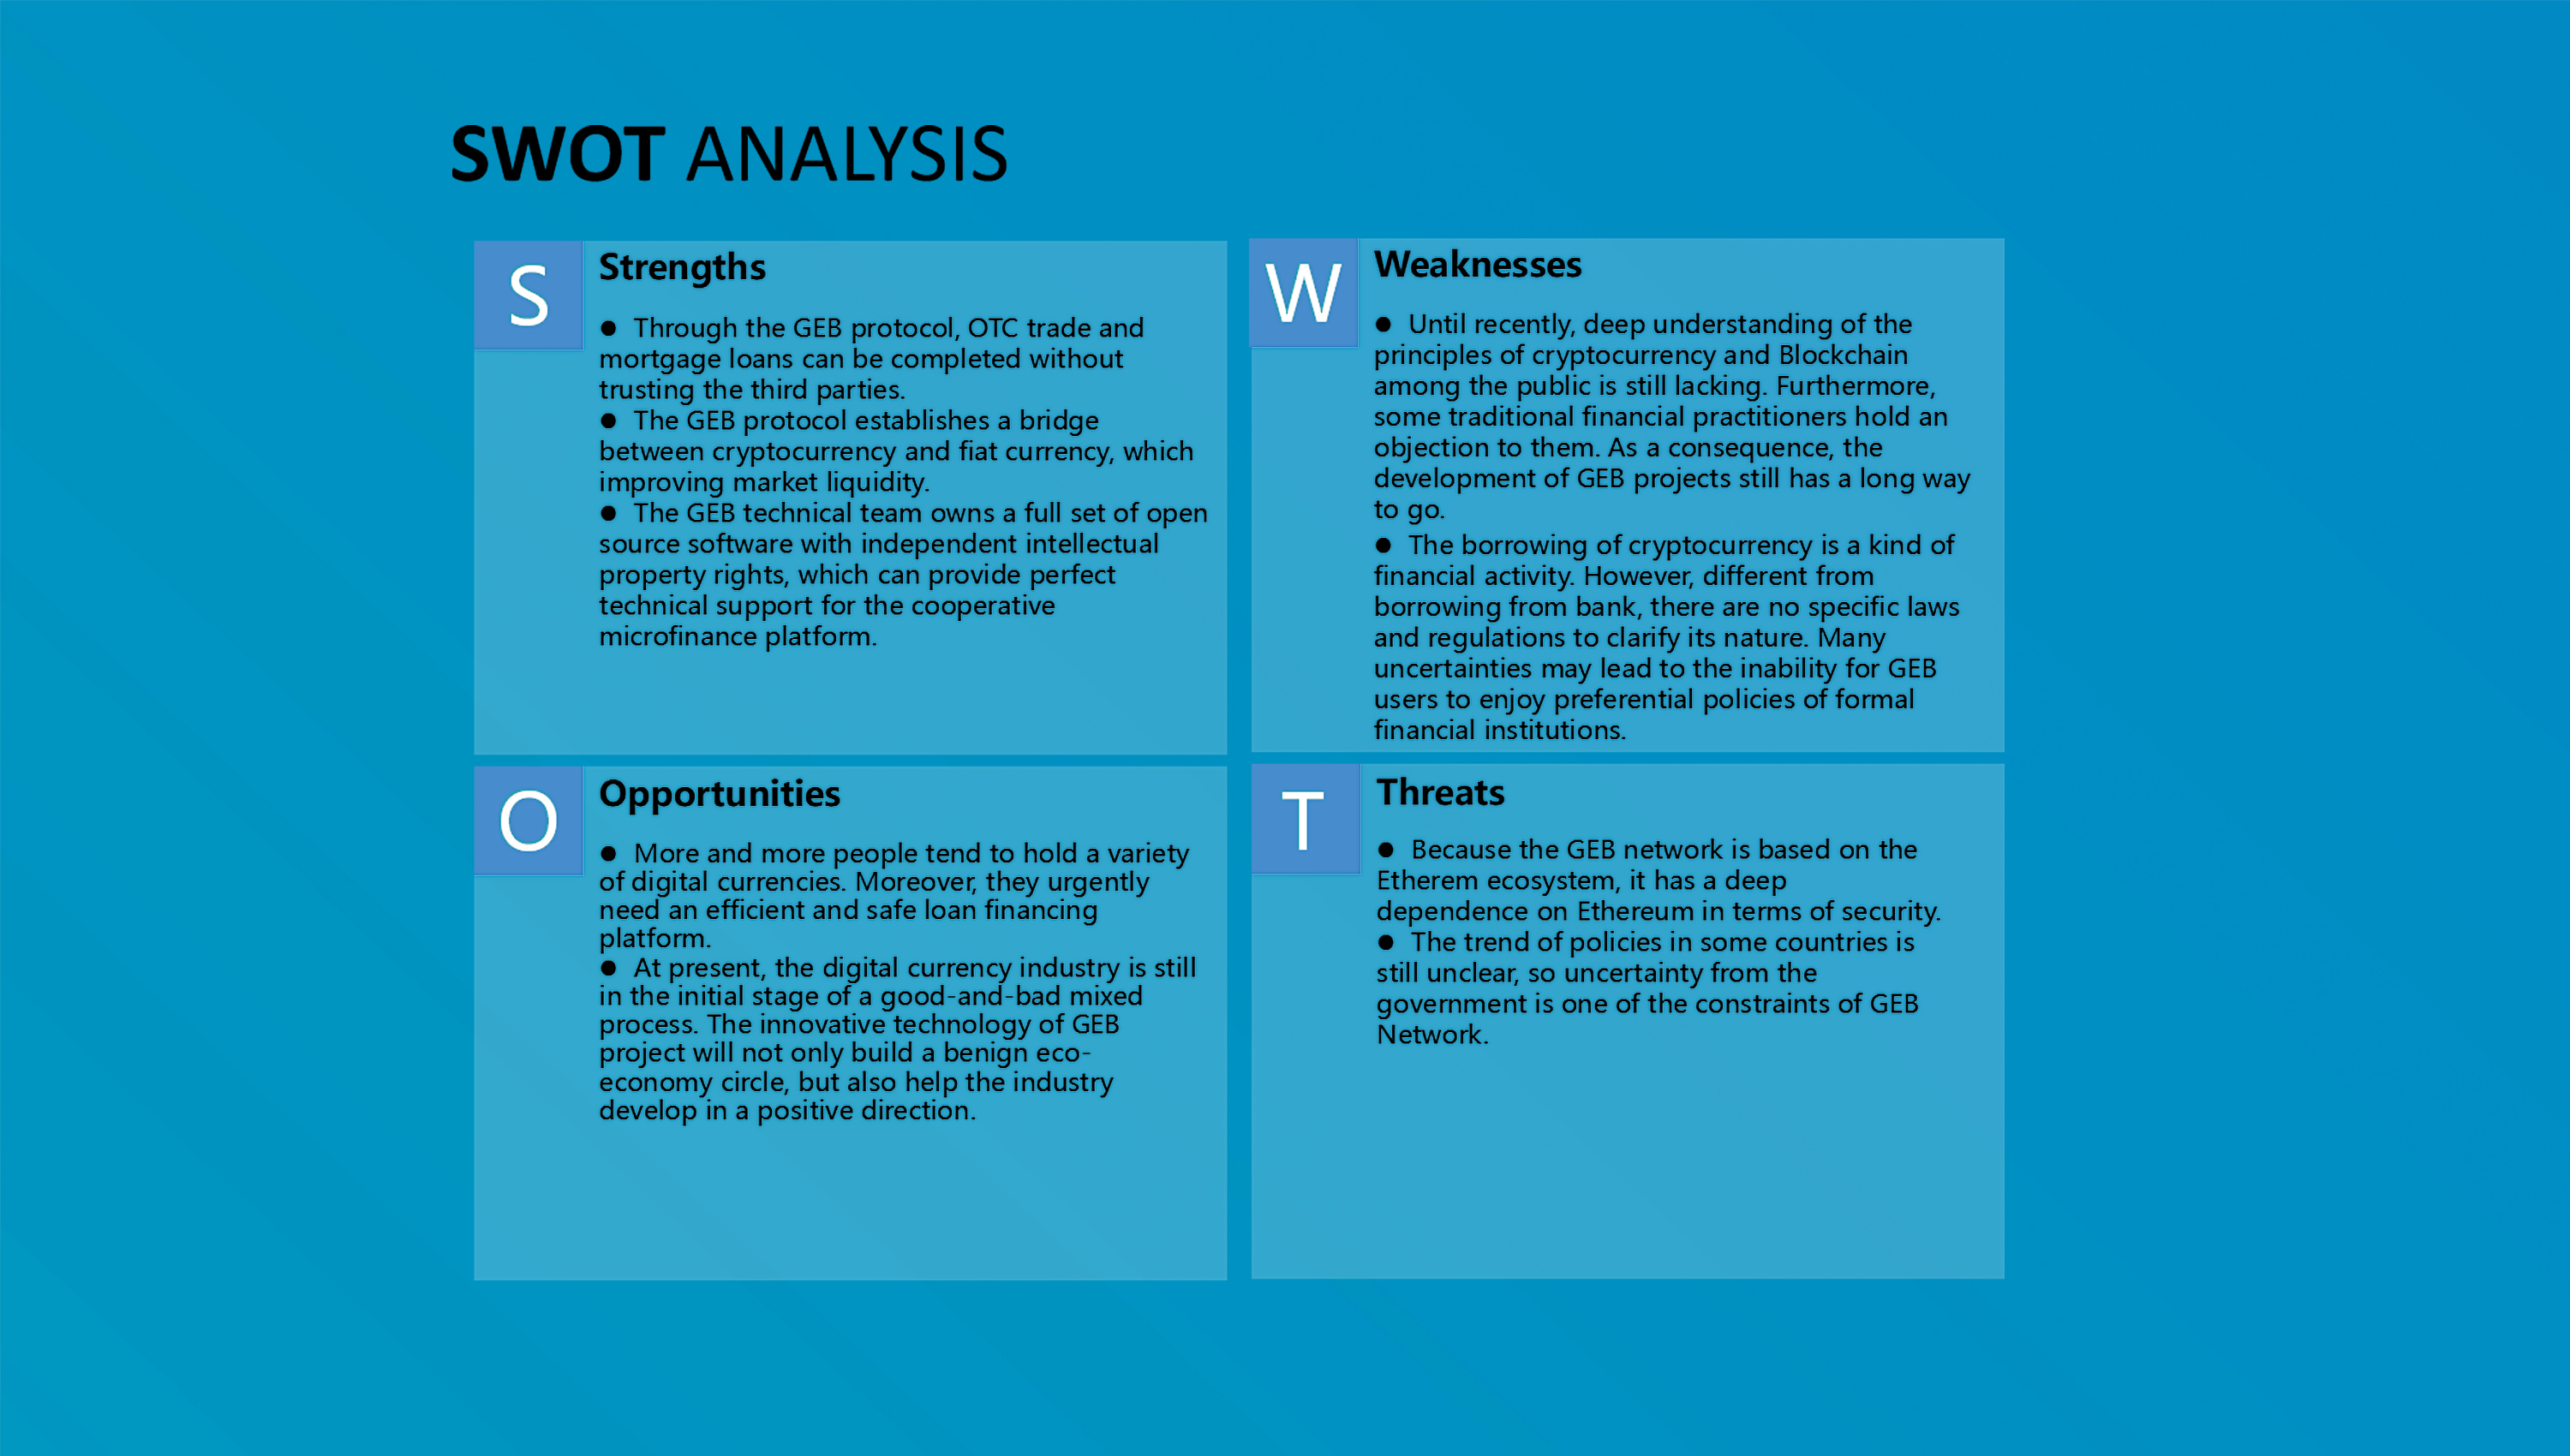 SWOT ANALYSIS
S
Strengths
● Through the GEB protocol, OTC trade and
mortgage loans can be completed without
trusting the third parties.
● The GEB protocol establishes a bridge
between cryptocurrency and fiat currency, which
improving market liquidity.
● The GEB technical team owns a full set of open
source software with independent intellectual
property rights, which can provide perfect
technical support for the cooperative
microfinance platform.
W
Weaknesses
● Until recently, deep understanding of the
principles of cryptocurrency and Blockchain
among the public is still lacking. Furthermore,
some traditional financial practitioners hold an
objection to them. As a consequence, the
development of GEB projects still has a long way
to go.
● The borrowing of cryptocurrency is a kind of
financial activity. However, different from
borrowing from bank, there are no specific laws
and regulations to clarify its nature. Many
uncertainties may lead to the inability for GEB
users to enjoy preferential policies of formal
financial institutions.
O
Opportunities
● More and more people tend to hold a variety
of digital currencies. Moreover, they urgently
need an efficient and safe loan financing
platform.
● At present, the digital currency industry is still
in the initial stage of a good-and-bad mixed
process. The innovative technology of GEB
project will not only build a benign eco-
economy circle, but also help the industry
develop in a positive direction.
T
Threats
● Because the GEB network is based on the
Etherem ecosystem, it has a deep
dependence on Ethereum in terms of security.
● The trend of policies in some countries is
still unclear, so uncertainty from the
government is one of the constraints of GEB
Network.